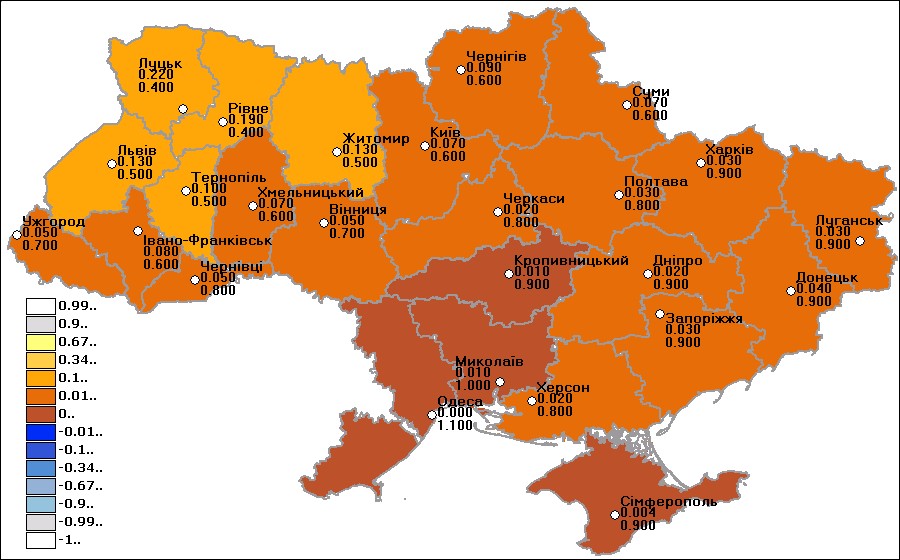 Чернігів
0.090
0.600
Луцьк
0.220
0.400
Суми
0.070
0.600
Рівне
0.190
0.400
Житомир
0.130
0.500
Київ
0.070
0.600
Харків
0.030
0.900
Львів
0.130
0.500
Тернопіль
0.100
0.500
Хмельницький
0.070
0.600
Полтава
0.030
0.800
Вінниця
0.050
0.700
Черкаси
0.020
0.800
Ужгород
0.050
0.700
Луганськ
0.030
0.900
Івано-Франківськ
0.080
0.600
Чернівці
0.050
0.800
Кропивницький
0.010
0.900
Дніпро
0.020
0.900
Донецьк
0.040
0.900
Запоріжжя
0.030
0.900
Миколаїв
0.010
1.000
Херсон
0.020
0.800
Одеса
0.000
1.100
Сімферополь
0.004
0.900
0.99..
0.9..
0.67..
0.34..
0.1..
0.01..
0..
-0.01..
-0.1..
-0.34..
-0.67..
-0.9..
-0.99..
-1..